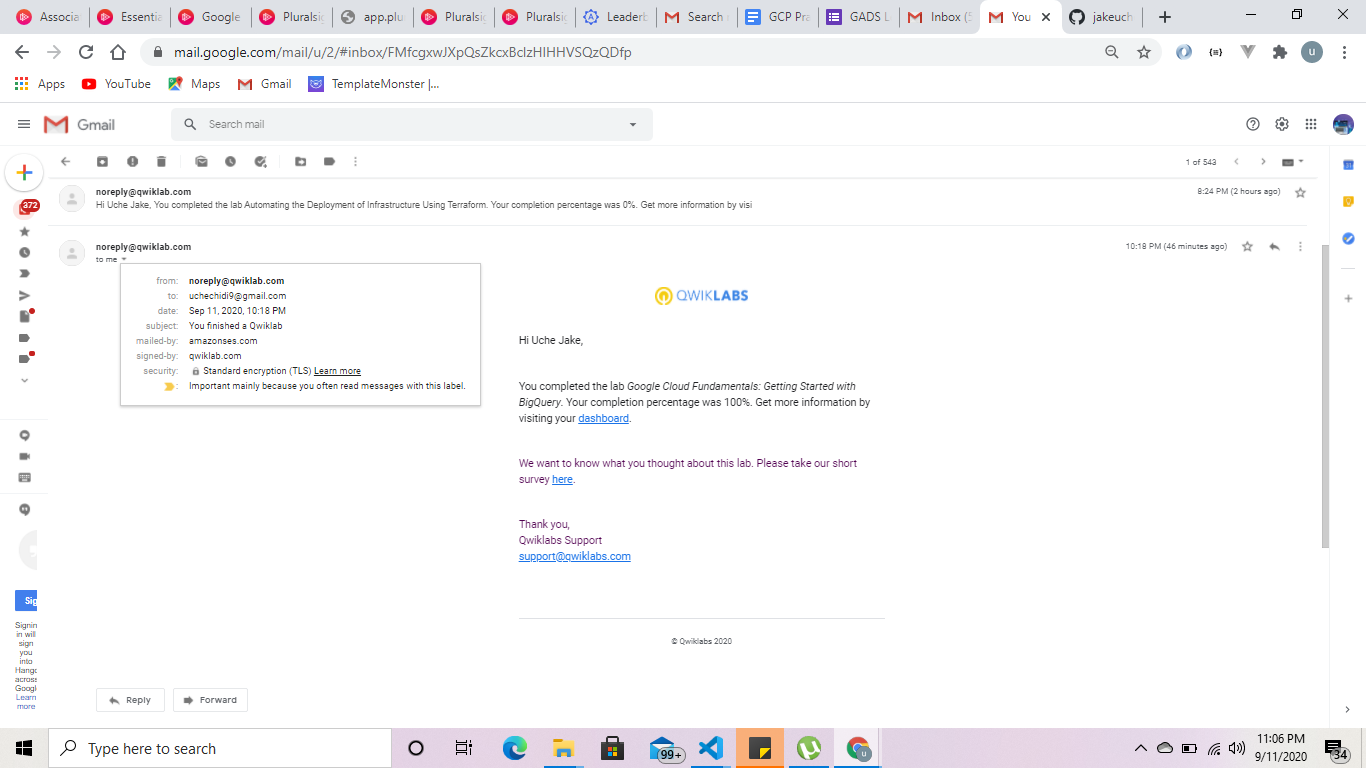 Associa
Essentia
Google
Pluralsig
app.plu
Pluralsig
Pluralsig
Leaderb
Search
GCP Pra
GADS L
Inbox (
You
jakeuch
mail.google.com/mail/u/2/#inbox/FMfcgxwJXpQsZkcxBclzHlHHVSQzQDfp
u
Apps
YouTube
Maps
Gmail
TemplateMonster |...
Gmail
Search mail
1 of 543
372
noreply@qwiklab.com
8:24 PM (2 hours ago)
Hi Uche Jake, You completed the lab Automating the Deployment of Infrastructure Using Terraform. Your completion percentage was 0%. Get more information by visi
noreply@qwiklab.com
10:18 PM (46 minutes ago)
to me
from: noreply@qwiklab.com
to: uchechidi9@gmail.com
date: Sep 11, 2020, 10:18 PM
subject: You finished a Qwiklab
mailed-by: amazonses.com
signed-by: qwiklab.com
security: Standard encryption (TLS) Learn more
: Important mainly because you often read messages with this label.
QWIKLABS
Hi Uche Jake,
You completed the lab Google Cloud Fundamentals: Getting Started with
BigQuery. Your completion percentage was 100%. Get more information by
visiting your dashboard.
We want to know what you thought about this lab. Please take our short
survey here.
Thank you,
Qwiklabs Support
support@qwiklabs.com
© Qwiklabs 2020
Sig
Signin
in will
sign
you
into
Hango
across
Google
Learn
more
Reply
Forward
Type here to search
99+
u
11:06 PM
9/11/2020
34